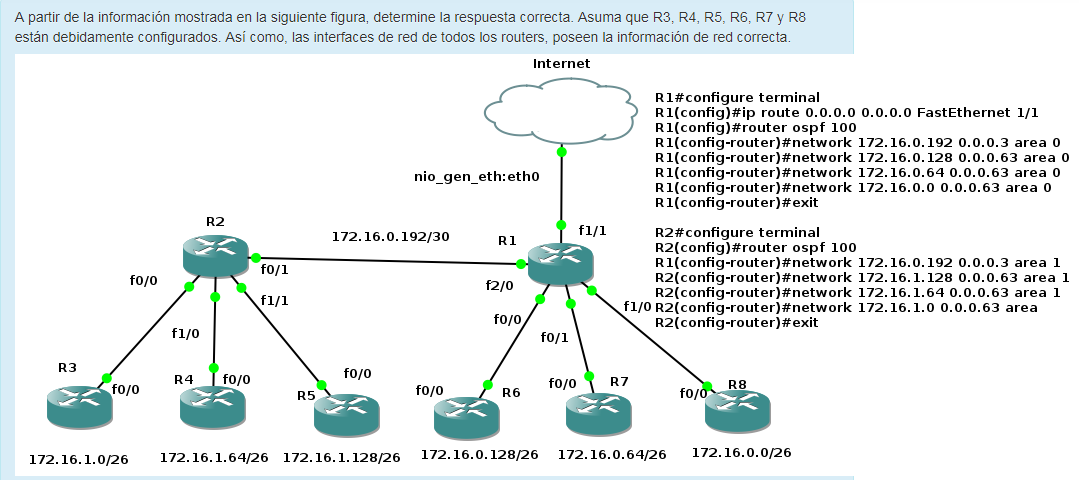 A partir de la información mostrada en la siguiente figura, determine la respuesta correcta. Asuma que R3, R4, R5, R6, R7 y R8
están debidamente configurados. Así como, las interfaces de red de todos los routers, poseen la información de red correcta.
Internet
R1#configure terminal
R1(config)#ip route 0.0.0.0 0.0.0.0 FastEthernet 1/1
R1(config)#router ospf 100
R1(config-router)#network 172.16.0.192 0.0.0.3 area 0
R1(config-router)#network 172.16.0.128 0.0.0.63 area 0
R1(config-router)#network 172.16.0.64 0.0.0.63 area 0
R1(config-router)#network 172.16.0.0 0.0.0.63 area 0
R1(config-router)#exit
nio_gen_eth:eth0
R2
172.16.0.192/30
R1
f1/1
R2#configure terminal
R2(config)#router ospf 100
R1(config-router)#network 172.16.0.192 0.0.0.3 area 1
R2(config-router)#network 172.16.1.128 0.0.0.63 area 1
R2(config-router)#network 172.16.1.64 0.0.0.63 area 1
R2(config-router)#network 172.16.1.0 0.0.0.63 area
R2(config-router)#exit
f0/0
f0/1
f2/0
f1/1
f1/0
f0/0
f1/0
f0/1
R3
f0/0
R4
f0/0
R5
f0/0
f0/0
R6
f0/0
R7
f0/0
R8
172.16.1.0/26
172.16.1.64/26
172.16.1.128/26
172.16.0.128/26
172.16.0.64/26
172.16.0.0/26